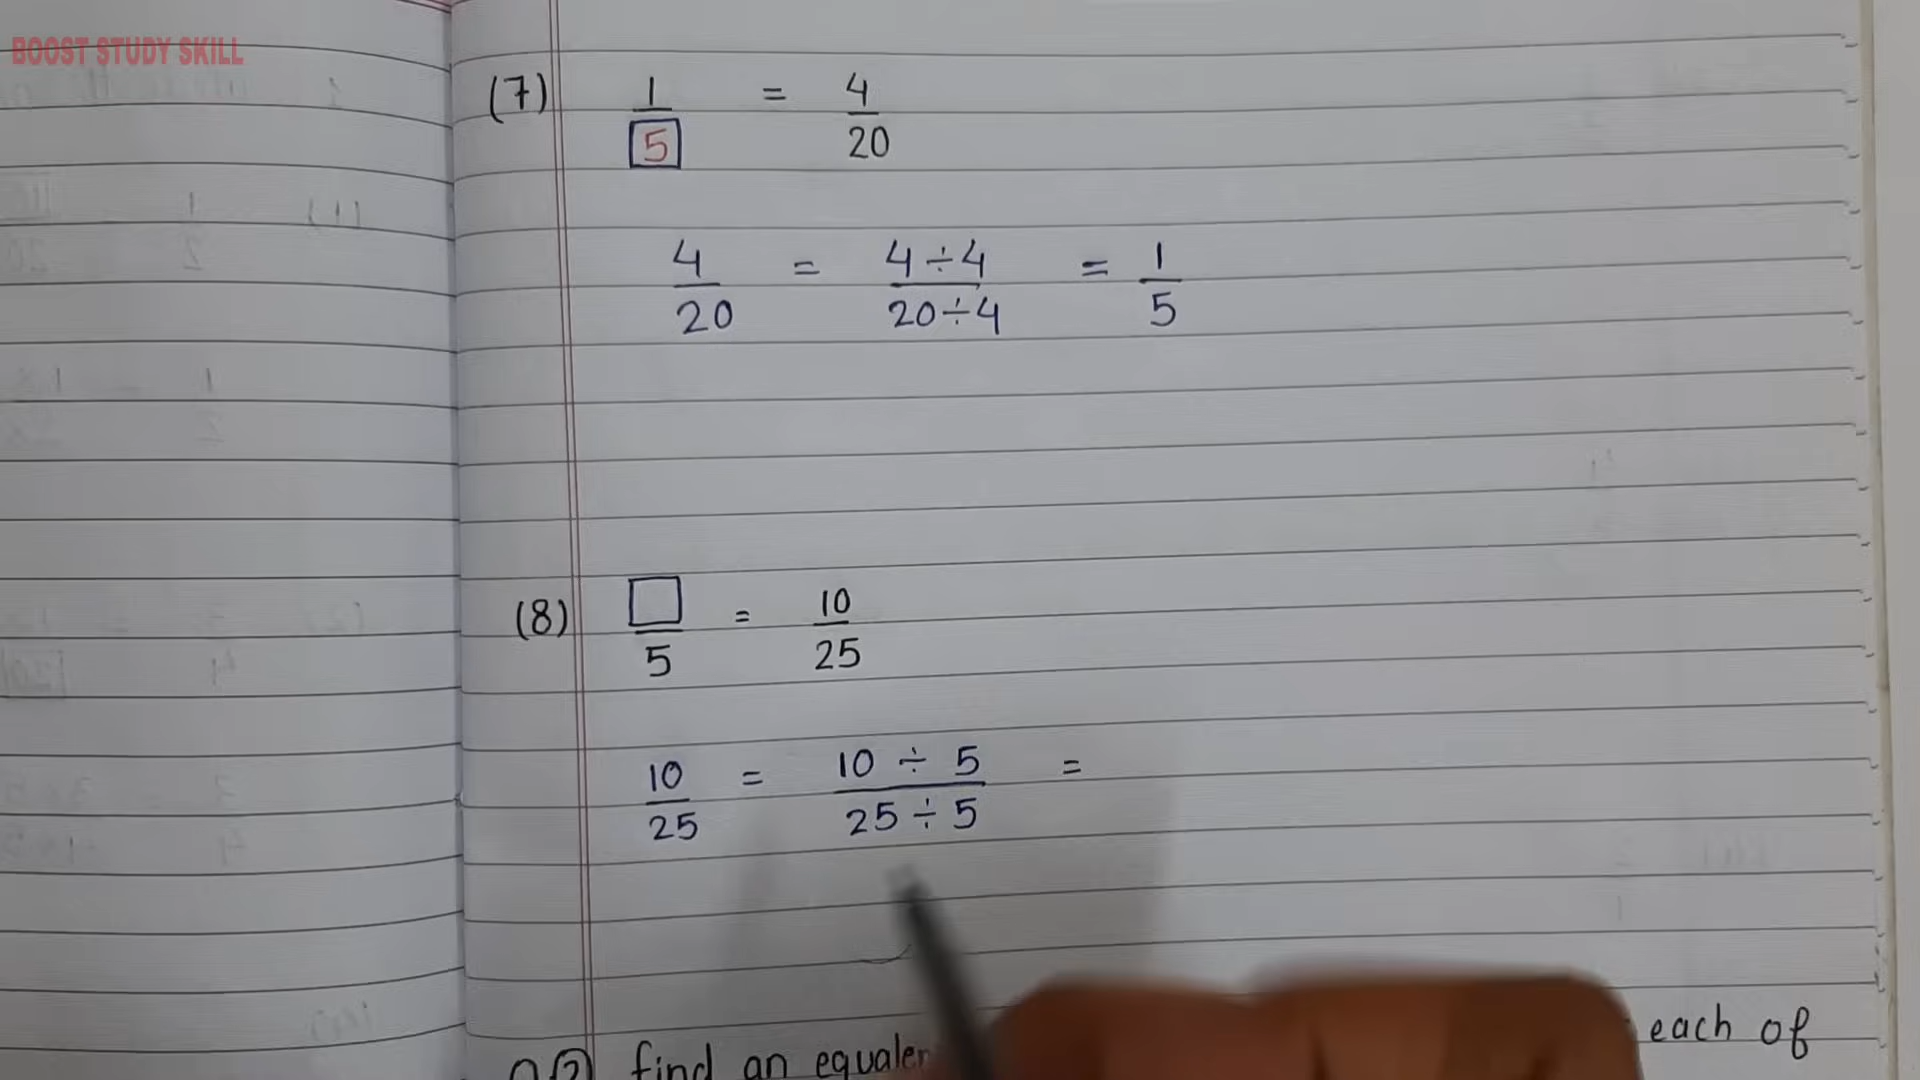 BOOST STUDY SKILL
(7) 1/5 = 4/20
4/20 = 4÷4/20÷4 = 1/5
(8) □/5 = 10/25
10/25 = 10 ÷ 5/25 ÷ 5 =
find an each of